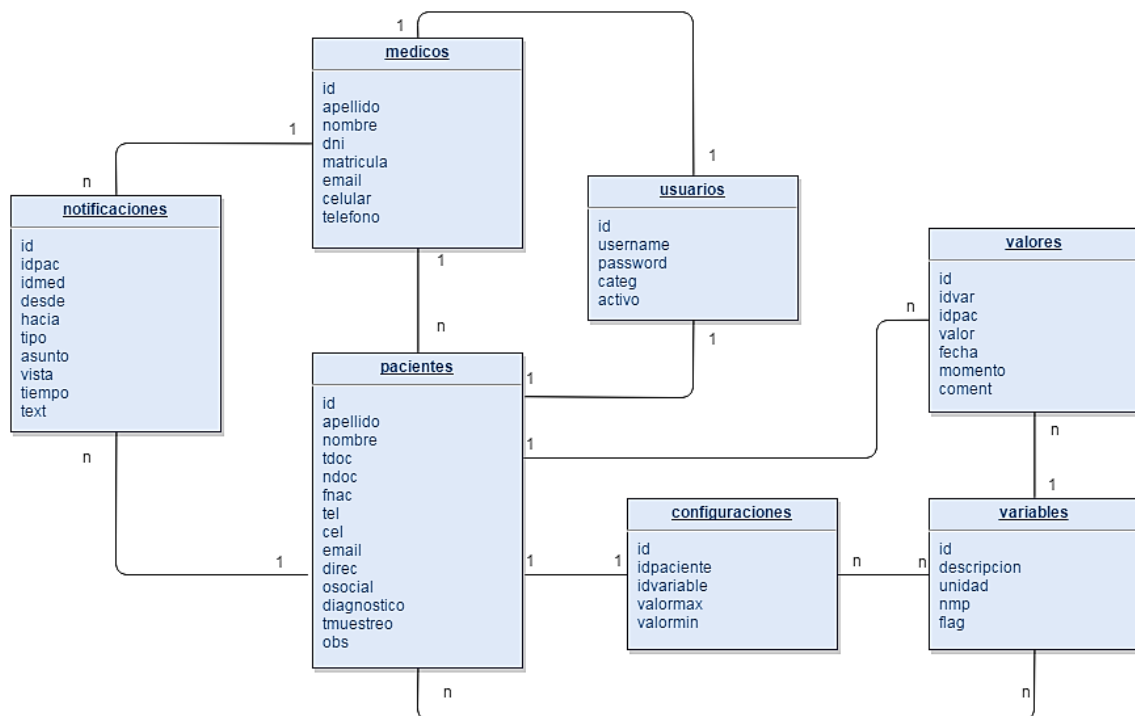 1
medicos
id
apellido
nombre
dni
matricula
email
celular
telefono
1
n
1
n
1
usuarios
id
username
password
categ
activo
1
1
notificaciones
id
idpac
idmed
desde
hacia
tipo
asunto
vista
tiempo
text
n
1
pacientes
id
apellido
nombre
tdoc
ndoc
fnac
tel
cel
email
direc
osocial
diagnostico
tmuestreo
obs
1
n
valores
id
idvar
idpac
valor
fecha
momento
coment
n
1
1
1
configuraciones
id
idpaciente
idvariable
valormax
valormin
n
n
variables
id
descripcion
unidad
nmp
flag
n
n